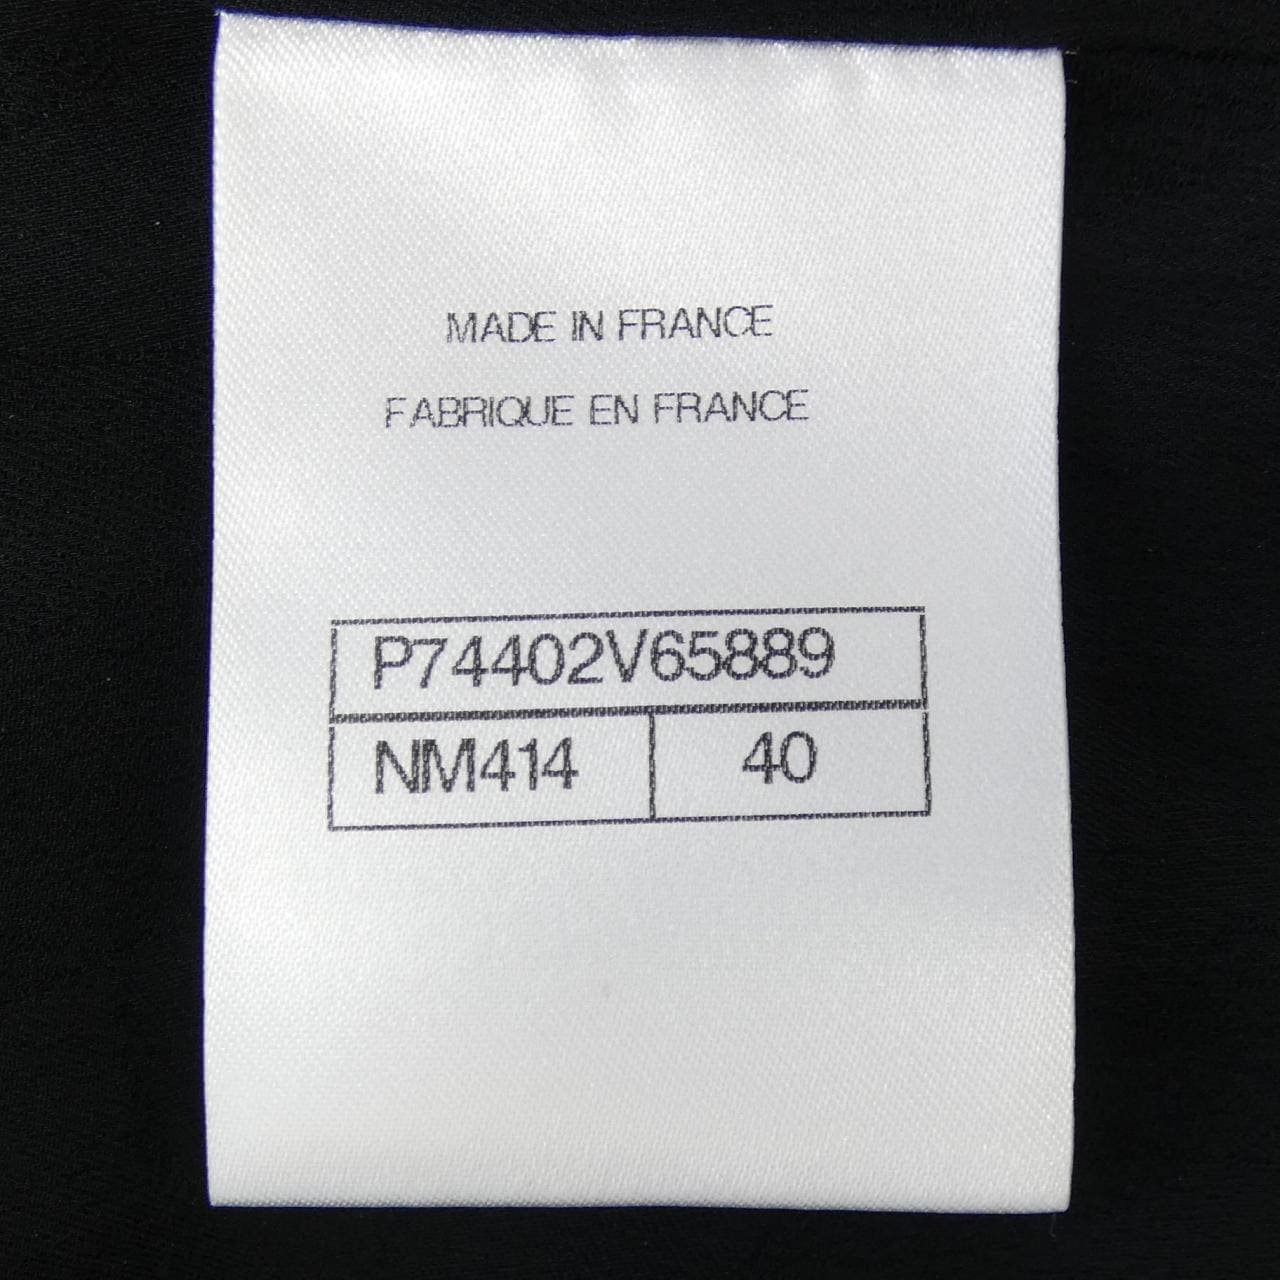 MADE IN FRANCE
FABRIQUE EN FRANCE
P74402V65889
NM414 40